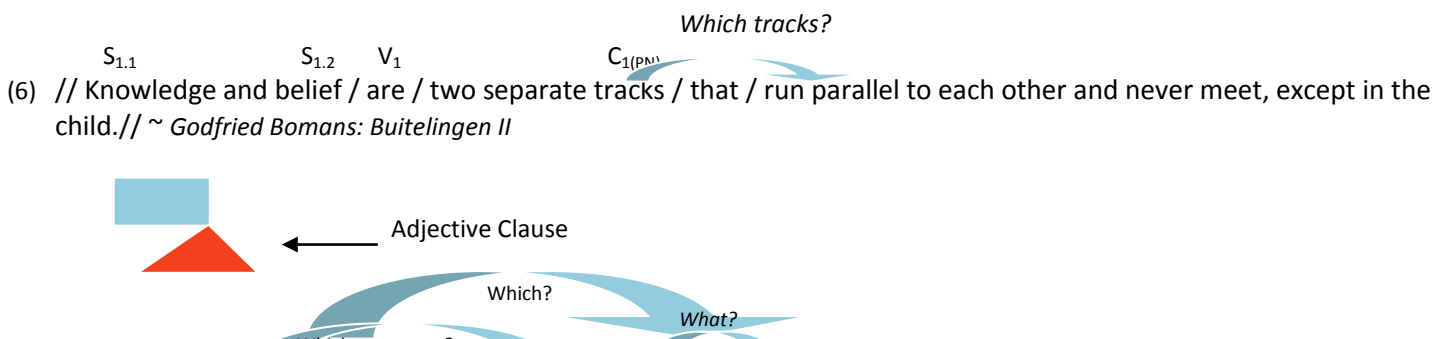 Which tracks?
S1.1 S1.2 V1 C1(PN)
(6) // Knowledge and belief / are / two separate tracks / that / run parallel to each other and never meet, except in the
child.// ~ Godfried Bomans: Buitelingen II
Adjective Clause
Which?
What?